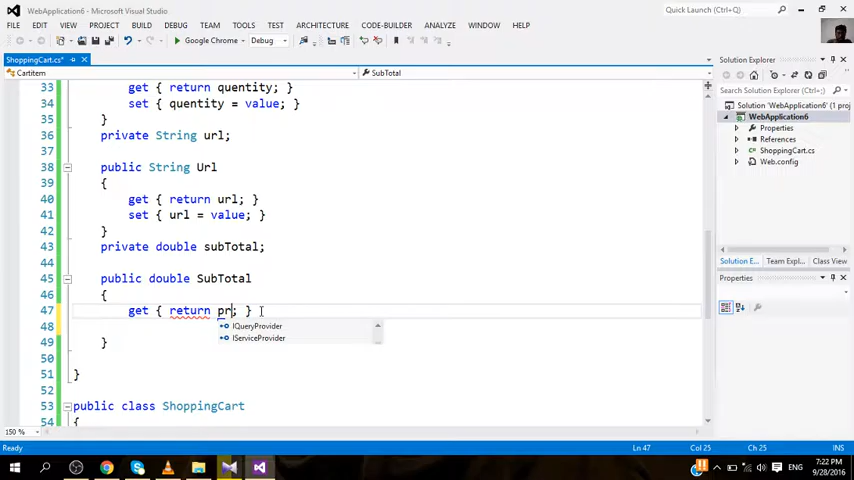 WebApplication6 - Microsoft Visual Studio
Quick Launch (Ctrl+Q)
FILE EDIT VIEW PROJECT BUILD DEBUG TEAM TOOLS TEST ARCHITECTURE CODE-BUILDER ANALYZE WINDOW HELP
Google Chrome Debug
ShoppingCart.cs*
CartItem
SubTotal
33 get { return quentity; }
34 set { quentity = value; }
35 }
36 private String url;
37
38 public String Url
39 {
40 get { return url; }
41 set { url = value; }
42 }
43 private double subTotal;
44
45 public double SubTotal
46 {
47 get { return pr; }
IQueryProvider
48
IServiceProvider
49 }
50
51 }
52
53 public class ShoppingCart
54 {
150 %
Solution Explorer
Search Solution Explorer (Ctrl+;)
Solution 'WebApplication6' (1 proj
WebApplication6
Properties
References
ShoppingCart.cs
Web.config
Solution E... Team Expl... Class View
Properties
Ready
Ln 47 Col 25 Ch 25 INS
ENG
7:22 PM
9/28/2016